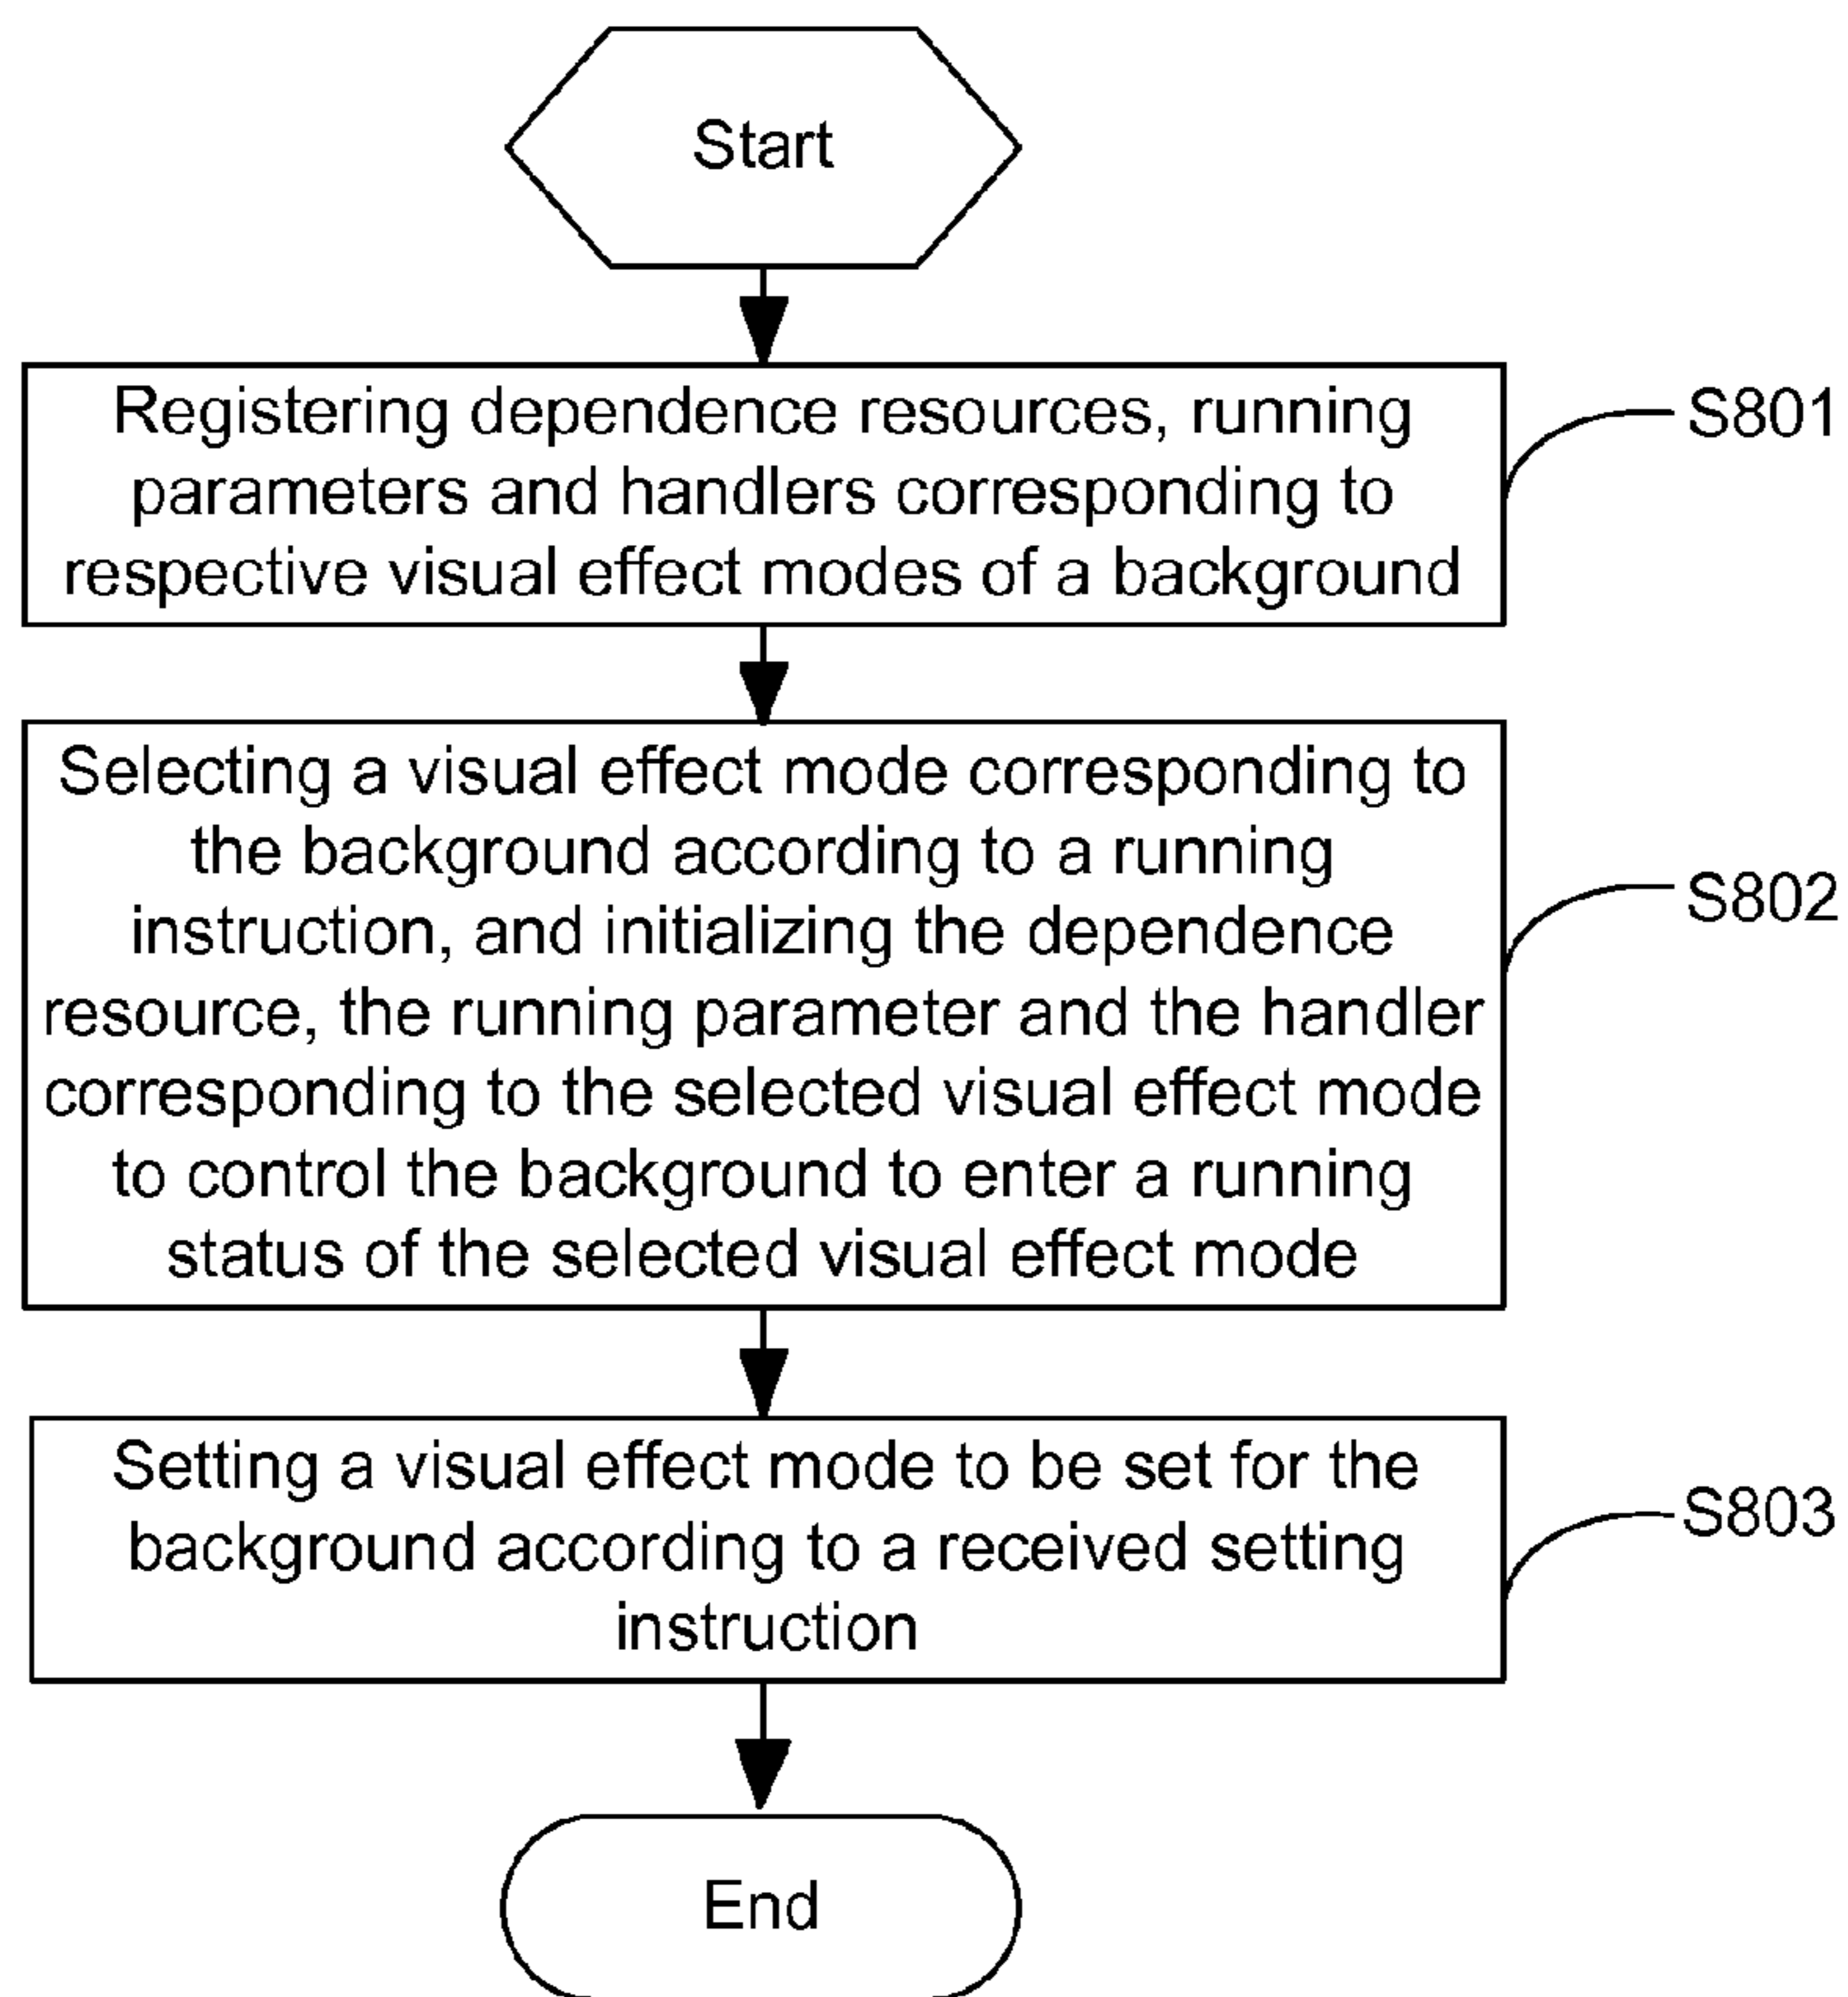 Start
Registering dependence resources, running
parameters and handlers corresponding to
respective visual effect modes of a background
S801
Selecting a visual effect mode corresponding to
the background according to a running
instruction, and initializing the dependence
resource, the running parameter and the handler
corresponding to the selected visual effect mode
to control the background to enter a running
status of the selected visual effect mode
S802
Setting a visual effect mode to be set for the
background according to a received setting
instruction
S803
End